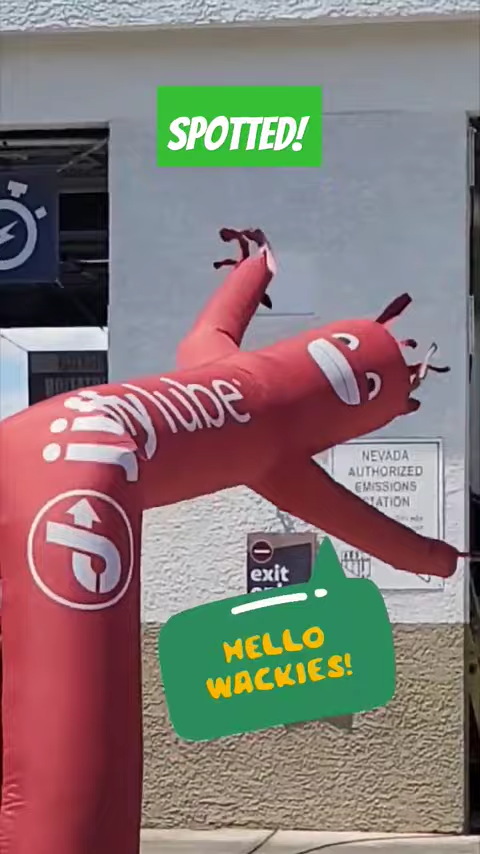 SPOTTED!
jiffy lube
NEVADA
AUTHORIZED
EMISSIONS
STATION
exit
HELLO
WACKIES!